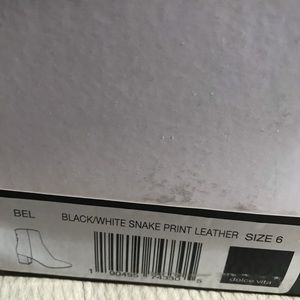 BEL BLACK/WHITE SNAKE PRINT LEATHER SIZE 6
dolce vita